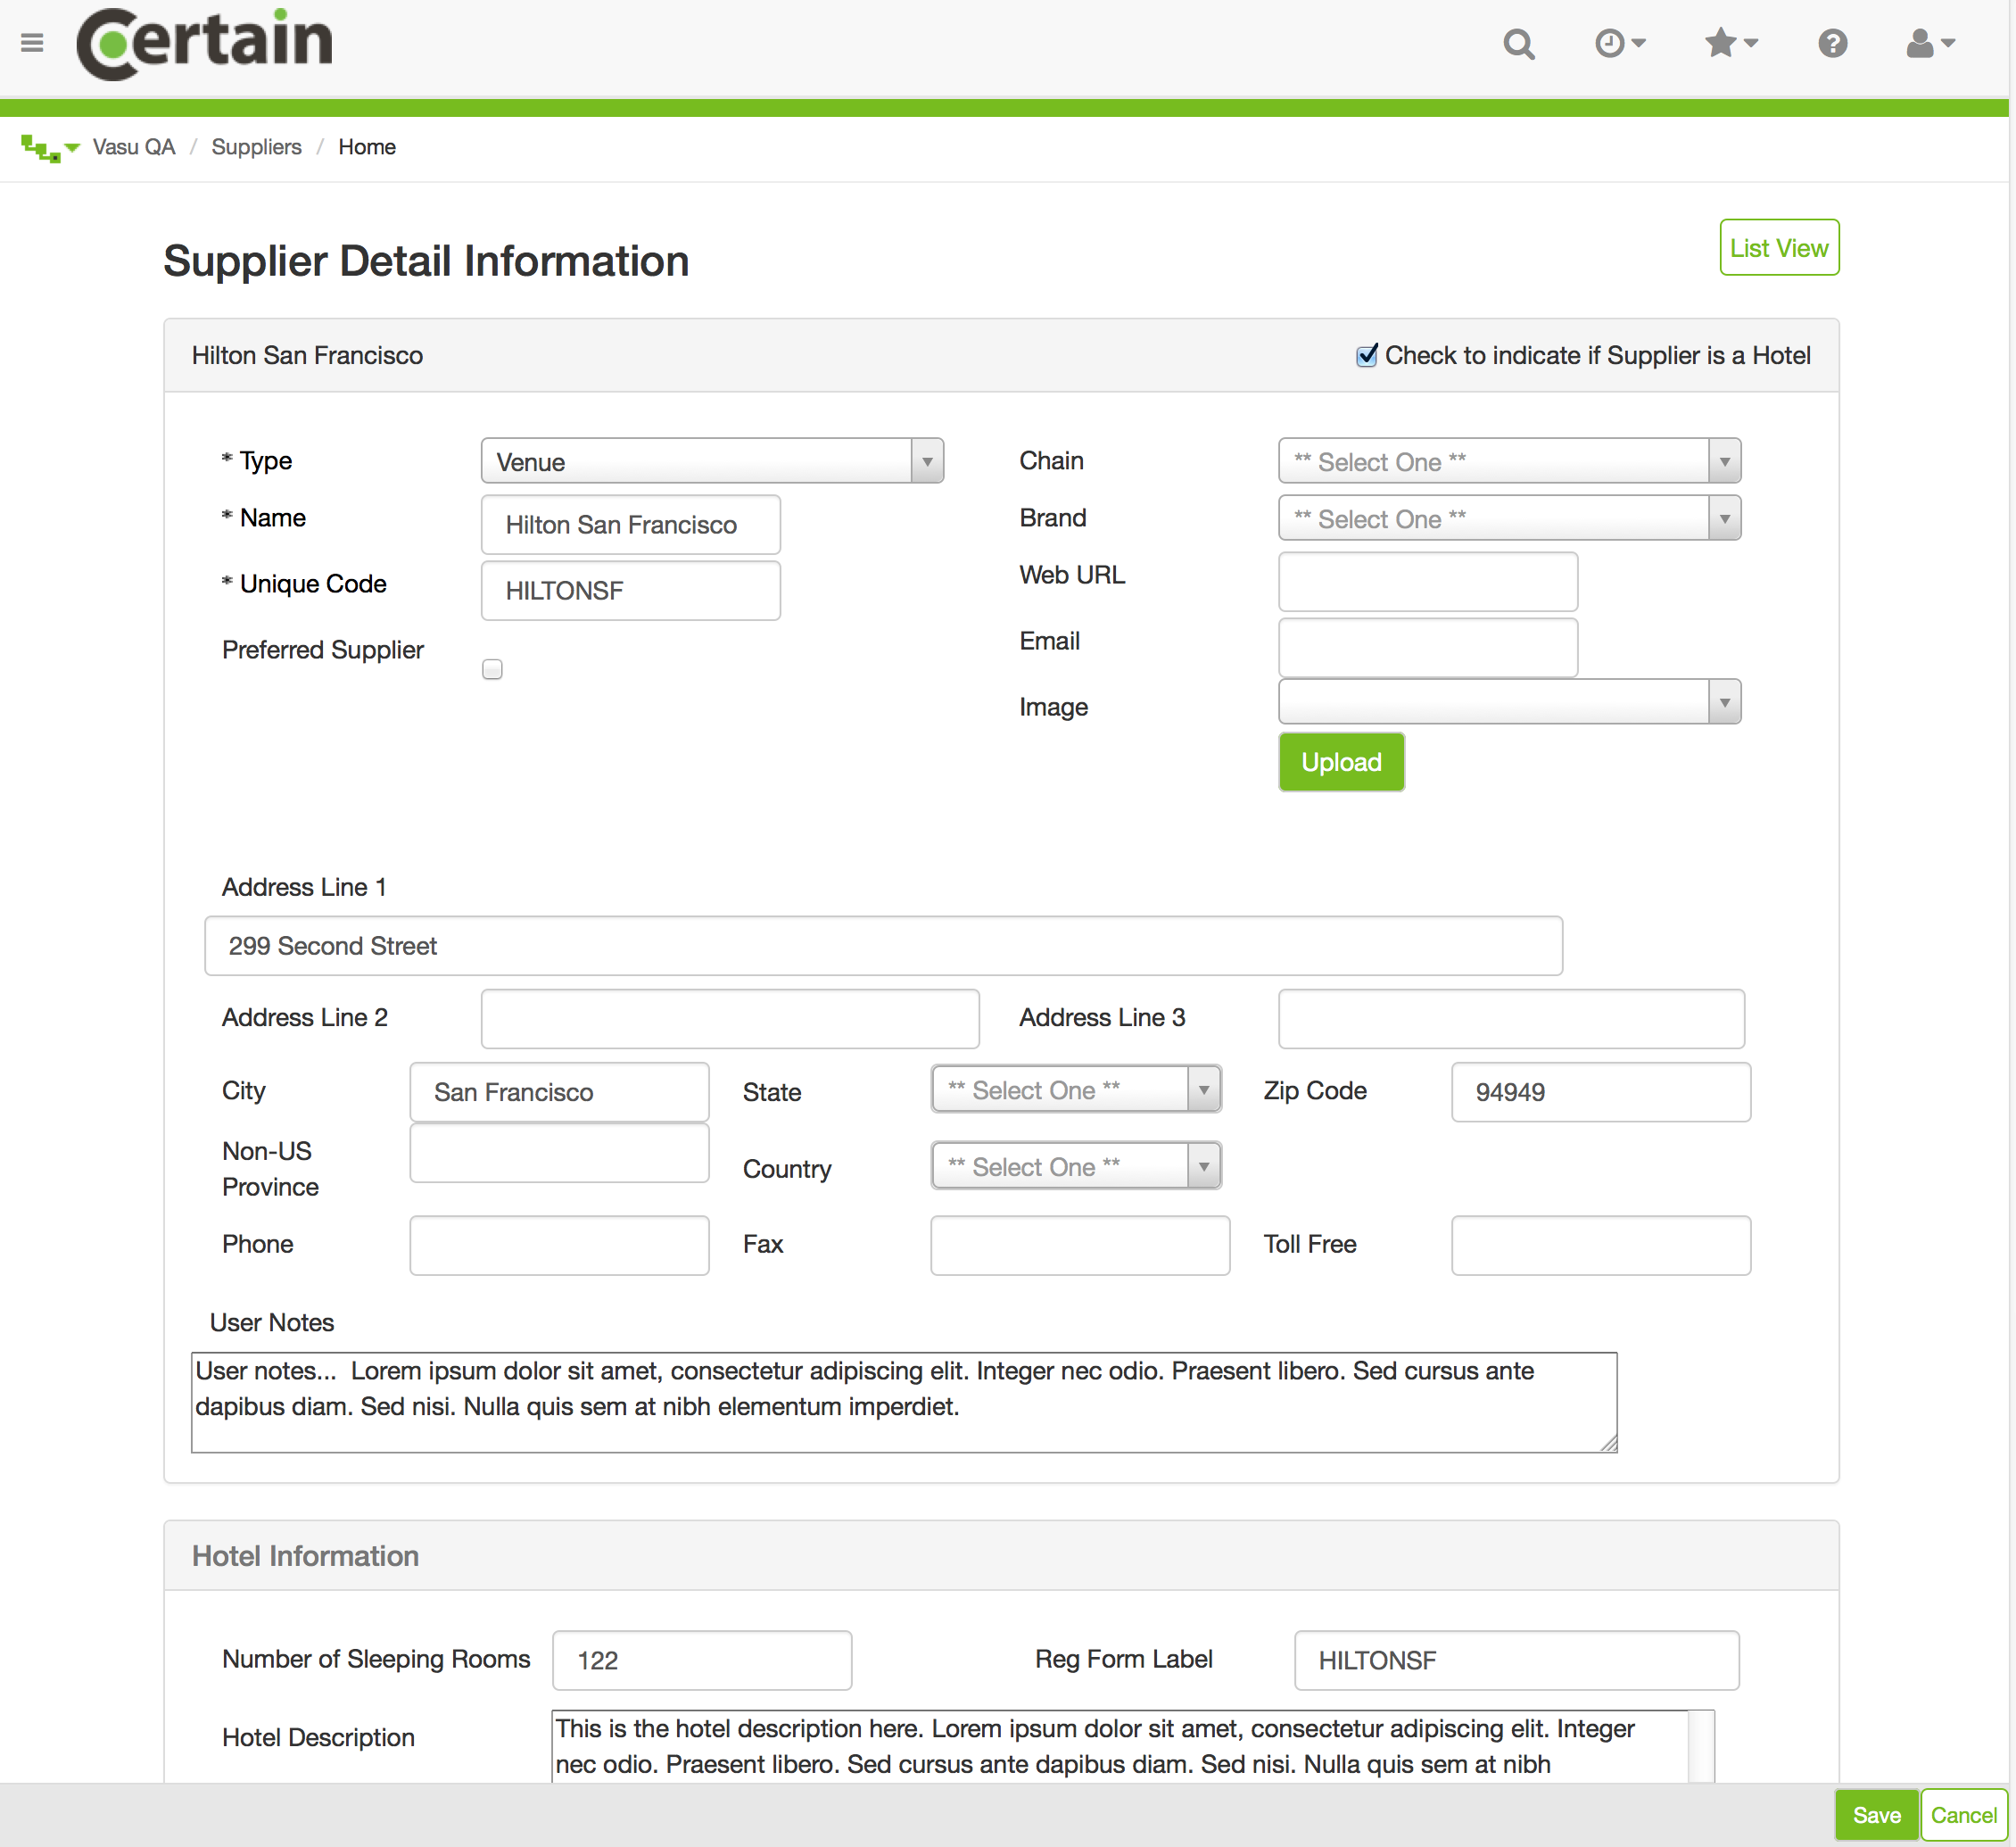 Certain
Vasu QA / Suppliers / Home
Supplier Detail Information
List View
Hilton San Francisco
Check to indicate if Supplier is a Hotel
* Type
Venue
Chain
** Select One **
* Name
Hilton San Francisco
Brand
** Select One **
* Unique Code
HILTONSF
Web URL
Preferred Supplier
Email
Image
Upload
Address Line 1
299 Second Street
Address Line 2
Address Line 3
City
San Francisco
State
** Select One **
Zip Code
94949
Non-US
Province
Country
** Select One **
Phone
Fax
Toll Free
User Notes
User notes...  Lorem ipsum dolor sit amet, consectetur adipiscing elit. Integer nec odio. Praesent libero. Sed cursus ante
dapibus diam. Sed nisi. Nulla quis sem at nibh elementum imperdiet.
Hotel Information
Number of Sleeping Rooms
122
Reg Form Label
HILTONSF
Hotel Description
This is the hotel description here. Lorem ipsum dolor sit amet, consectetur adipiscing elit. Integer
nec odio. Praesent libero. Sed cursus ante dapibus diam. Sed nisi. Nulla quis sem at nibh
Save
Cancel